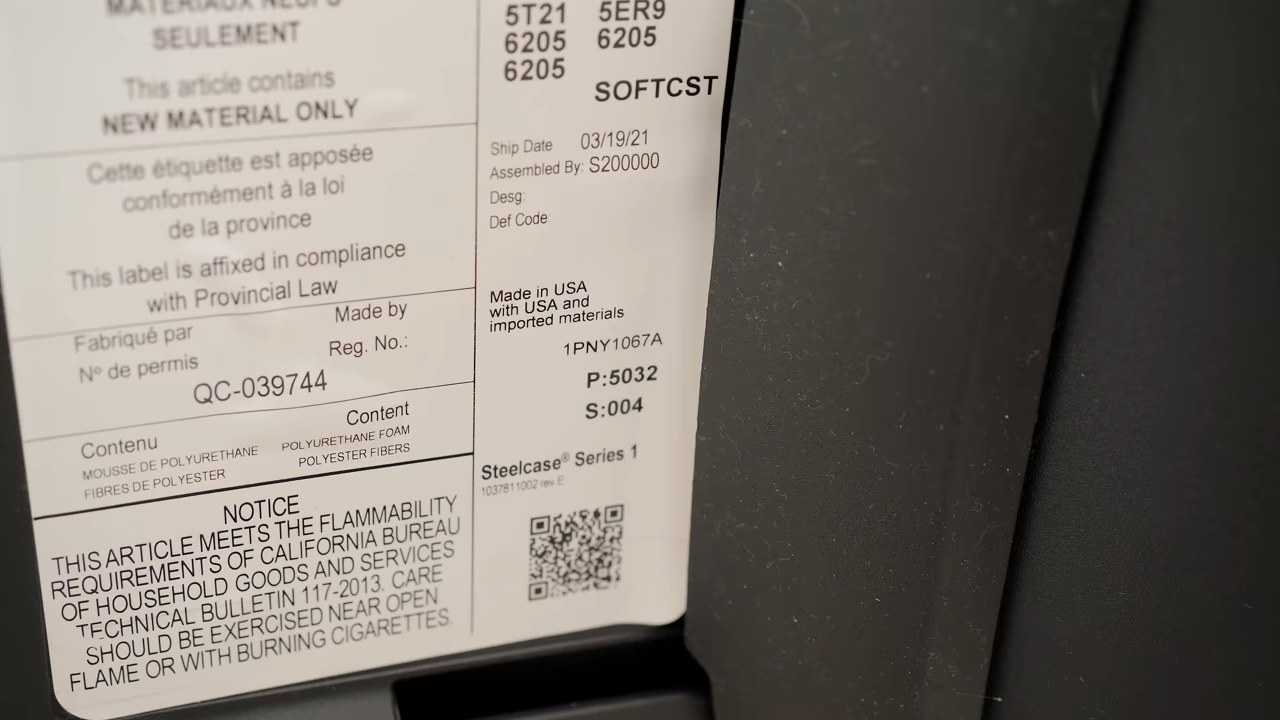 MATERIAUX NEUFS
SEULEMENT
This article contains
NEW MATERIAL ONLY
Cette étiquette est apposée
conformément à la loi
de la province
This label is affixed in compliance
with Provincial Law
Fabriqué par
Made by
Nº de permis
Reg. No.:
QC-039744
Contenu
Content
MOUSSE DE POLYURETHANE
POLYURETHANE FOAM
FIBRES DE POLYESTER
POLYESTER FIBERS
NOTICE
THIS ARTICLE MEETS THE FLAMMABILITY
REQUIREMENTS OF CALIFORNIA BUREAU
OF HOUSEHOLD GOODS AND SERVICES
TECHNICAL BULLETIN 117-2013. CARE
SHOULD BE EXERCISED NEAR OPEN
FLAME OR WITH BURNING CIGARETTES.
5T21 5ER9
6205 6205
6205
SOFTCST
Ship Date 03/19/21
Assembled By: S200000
Desg:
Def Code:
Made in USA
with USA and
imported materials
1PNY1067A
P:5032
S:004
Steelcase® Series 1
1037811002 rev E